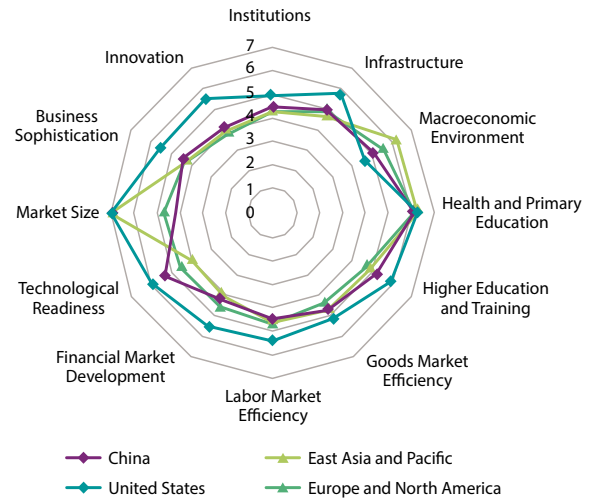 Institutions
Innovation
Infrastructure
Business
Sophistication
Macroeconomic
Environment
Market Size
Health and Primary
Education
Technological
Readiness
Higher Education
and Training
Financial Market
Development
Goods Market
Efficiency
Labor Market
Efficiency
7
6
5
4
3
2
1
0
China
East Asia and Pacific
United States
Europe and North America